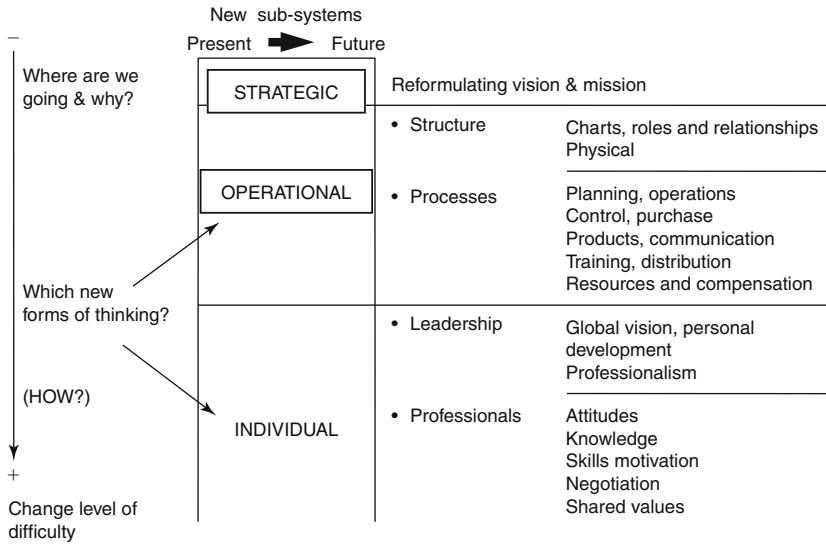 New sub-systems
Present Future
−
Where are we
going & why?
STRATEGIC
Reformulating vision & mission
• Structure
Charts, roles and relationships
Physical
OPERATIONAL
• Processes
Planning, operations
Control, purchase
Products, communication
Training, distribution
Resources and compensation
Which new
forms of thinking?
• Leadership
Global vision, personal
development
Professionalism
(HOW?)
INDIVIDUAL
• Professionals
Attitudes
Knowledge
Skills motivation
Negotiation
Shared values
+
Change level of
difficulty